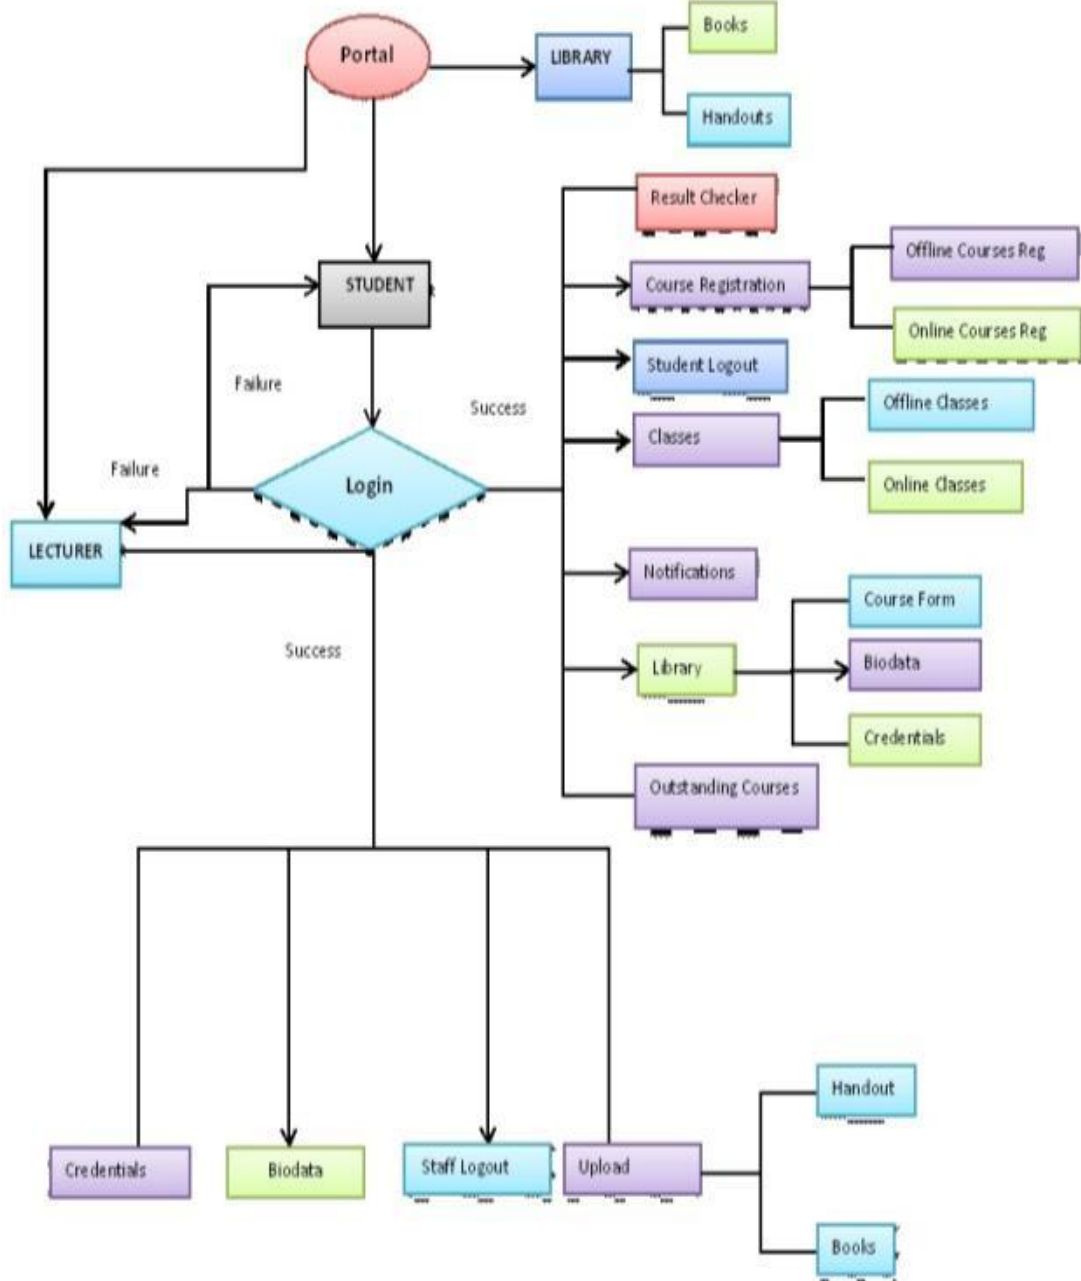 Portal
LIBRARY
Books
Handouts
Result Checker
Course Registration
Offline Courses Reg
Online Courses Reg
STUDENT
Student Logout
Failure
Success
Classes
Offline Classes
Online Classes
Failure
Login
LECTURER
Notifications
Course Form
Success
Library
Biodata
Credentials
Outstanding Courses
Credentials
Biodata
Staff Logout
Upload
Handout
Books